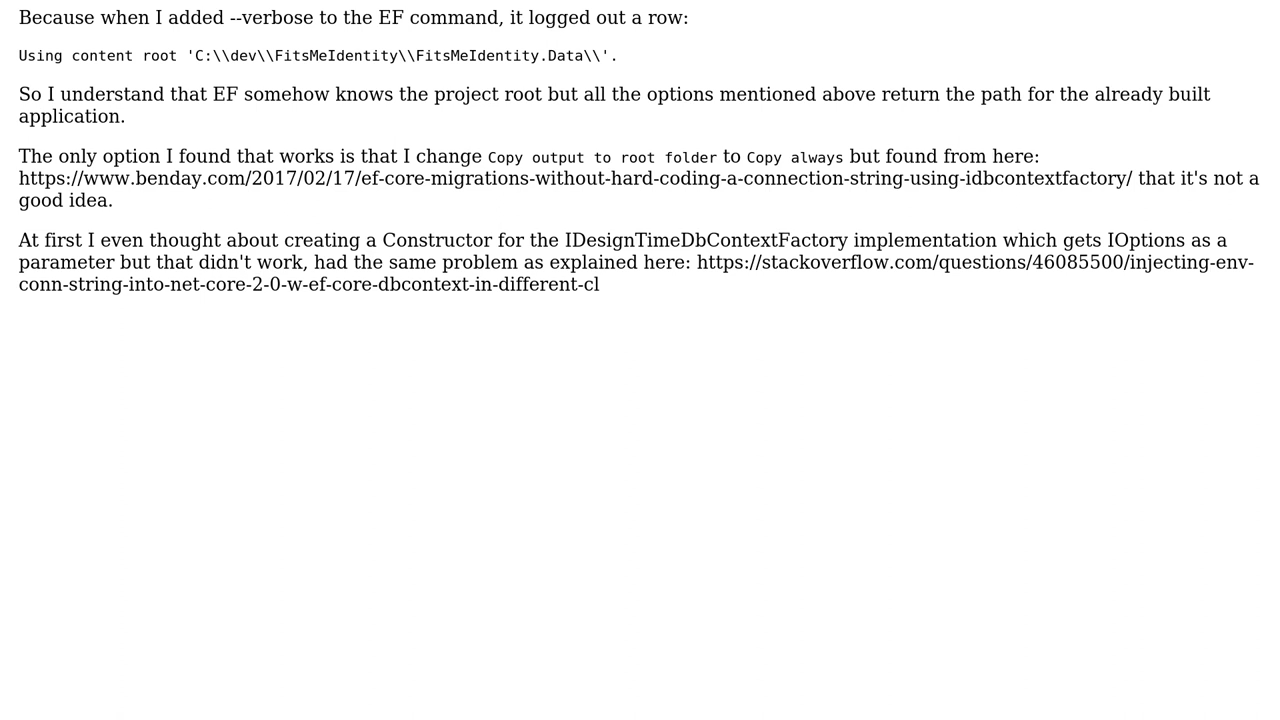 Because when I added --verbose to the EF command, it logged out a row:
Using content root 'C:\\dev\\FitsMeIdentity\\FitsMeIdentity.Data\\'.
So I understand that EF somehow knows the project root but all the options mentioned above return the path for the already built
application.
The only option I found that works is that I change Copy output to root folder to Copy always but found from here:
https://www.benday.com/2017/02/17/ef-core-migrations-without-hard-coding-a-connection-string-using-idbcontextfactory/ that it's not a
good idea.
At first I even thought about creating a Constructor for the IDesignTimeDbContextFactory implementation which gets IOptions as a
parameter but that didn't work, had the same problem as explained here: https://stackoverflow.com/questions/46085500/injecting-env-
conn-string-into-net-core-2-0-w-ef-core-dbcontext-in-different-cl